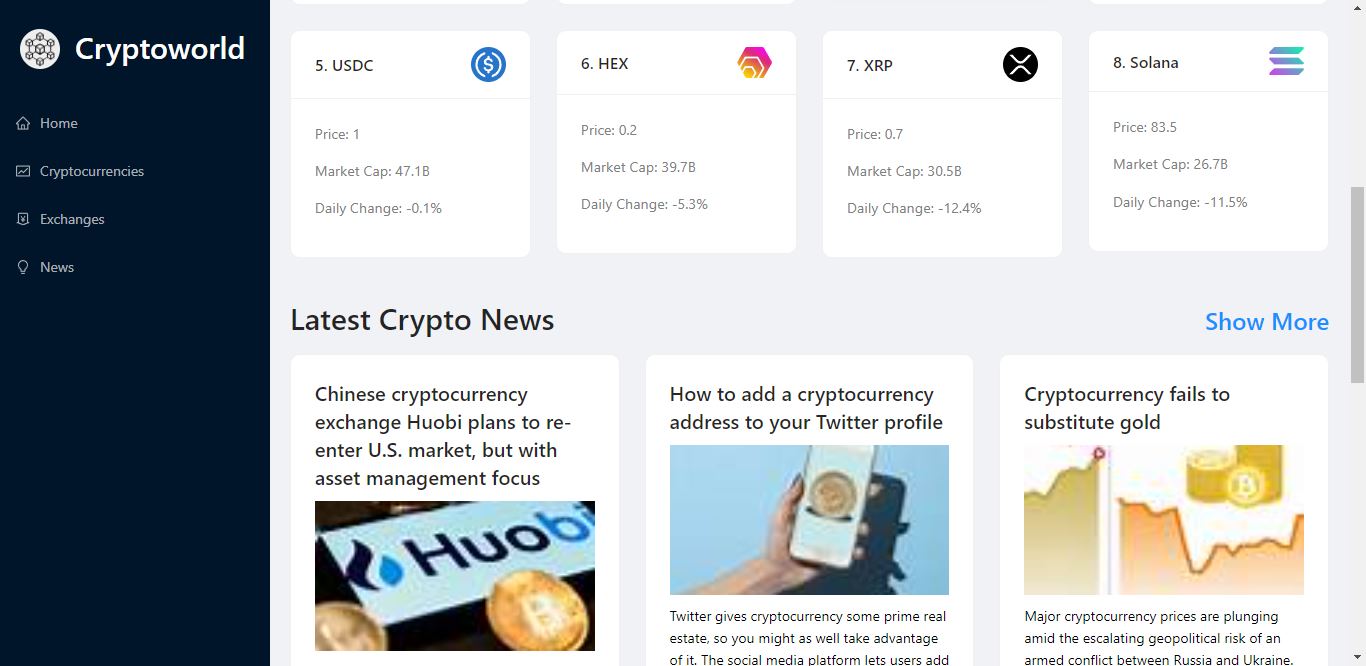 Cryptoworld
Home
Cryptocurrencies
Exchanges
News
5. USDC
Price: 1
Market Cap: 47.1B
Daily Change: -0.1%
6. HEX
Price: 0.2
Market Cap: 39.7B
Daily Change: -5.3%
7. XRP
Price: 0.7
Market Cap: 30.5B
Daily Change: -12.4%
8. Solana
Price: 83.5
Market Cap: 26.7B
Daily Change: -11.5%
Latest Crypto News
Show More
Chinese cryptocurrency
exchange Huobi plans to re-
enter U.S. market, but with
asset management focus
Huobi
How to add a cryptocurrency
address to your Twitter profile
Twitter gives cryptocurrency some prime real
estate, so you might as well take advantage
of it. The social media platform lets users add
Cryptocurrency fails to
substitute gold
Major cryptocurrency prices are plunging
amid the escalating geopolitical risk of an
armed conflict between Russia and Ukraine.